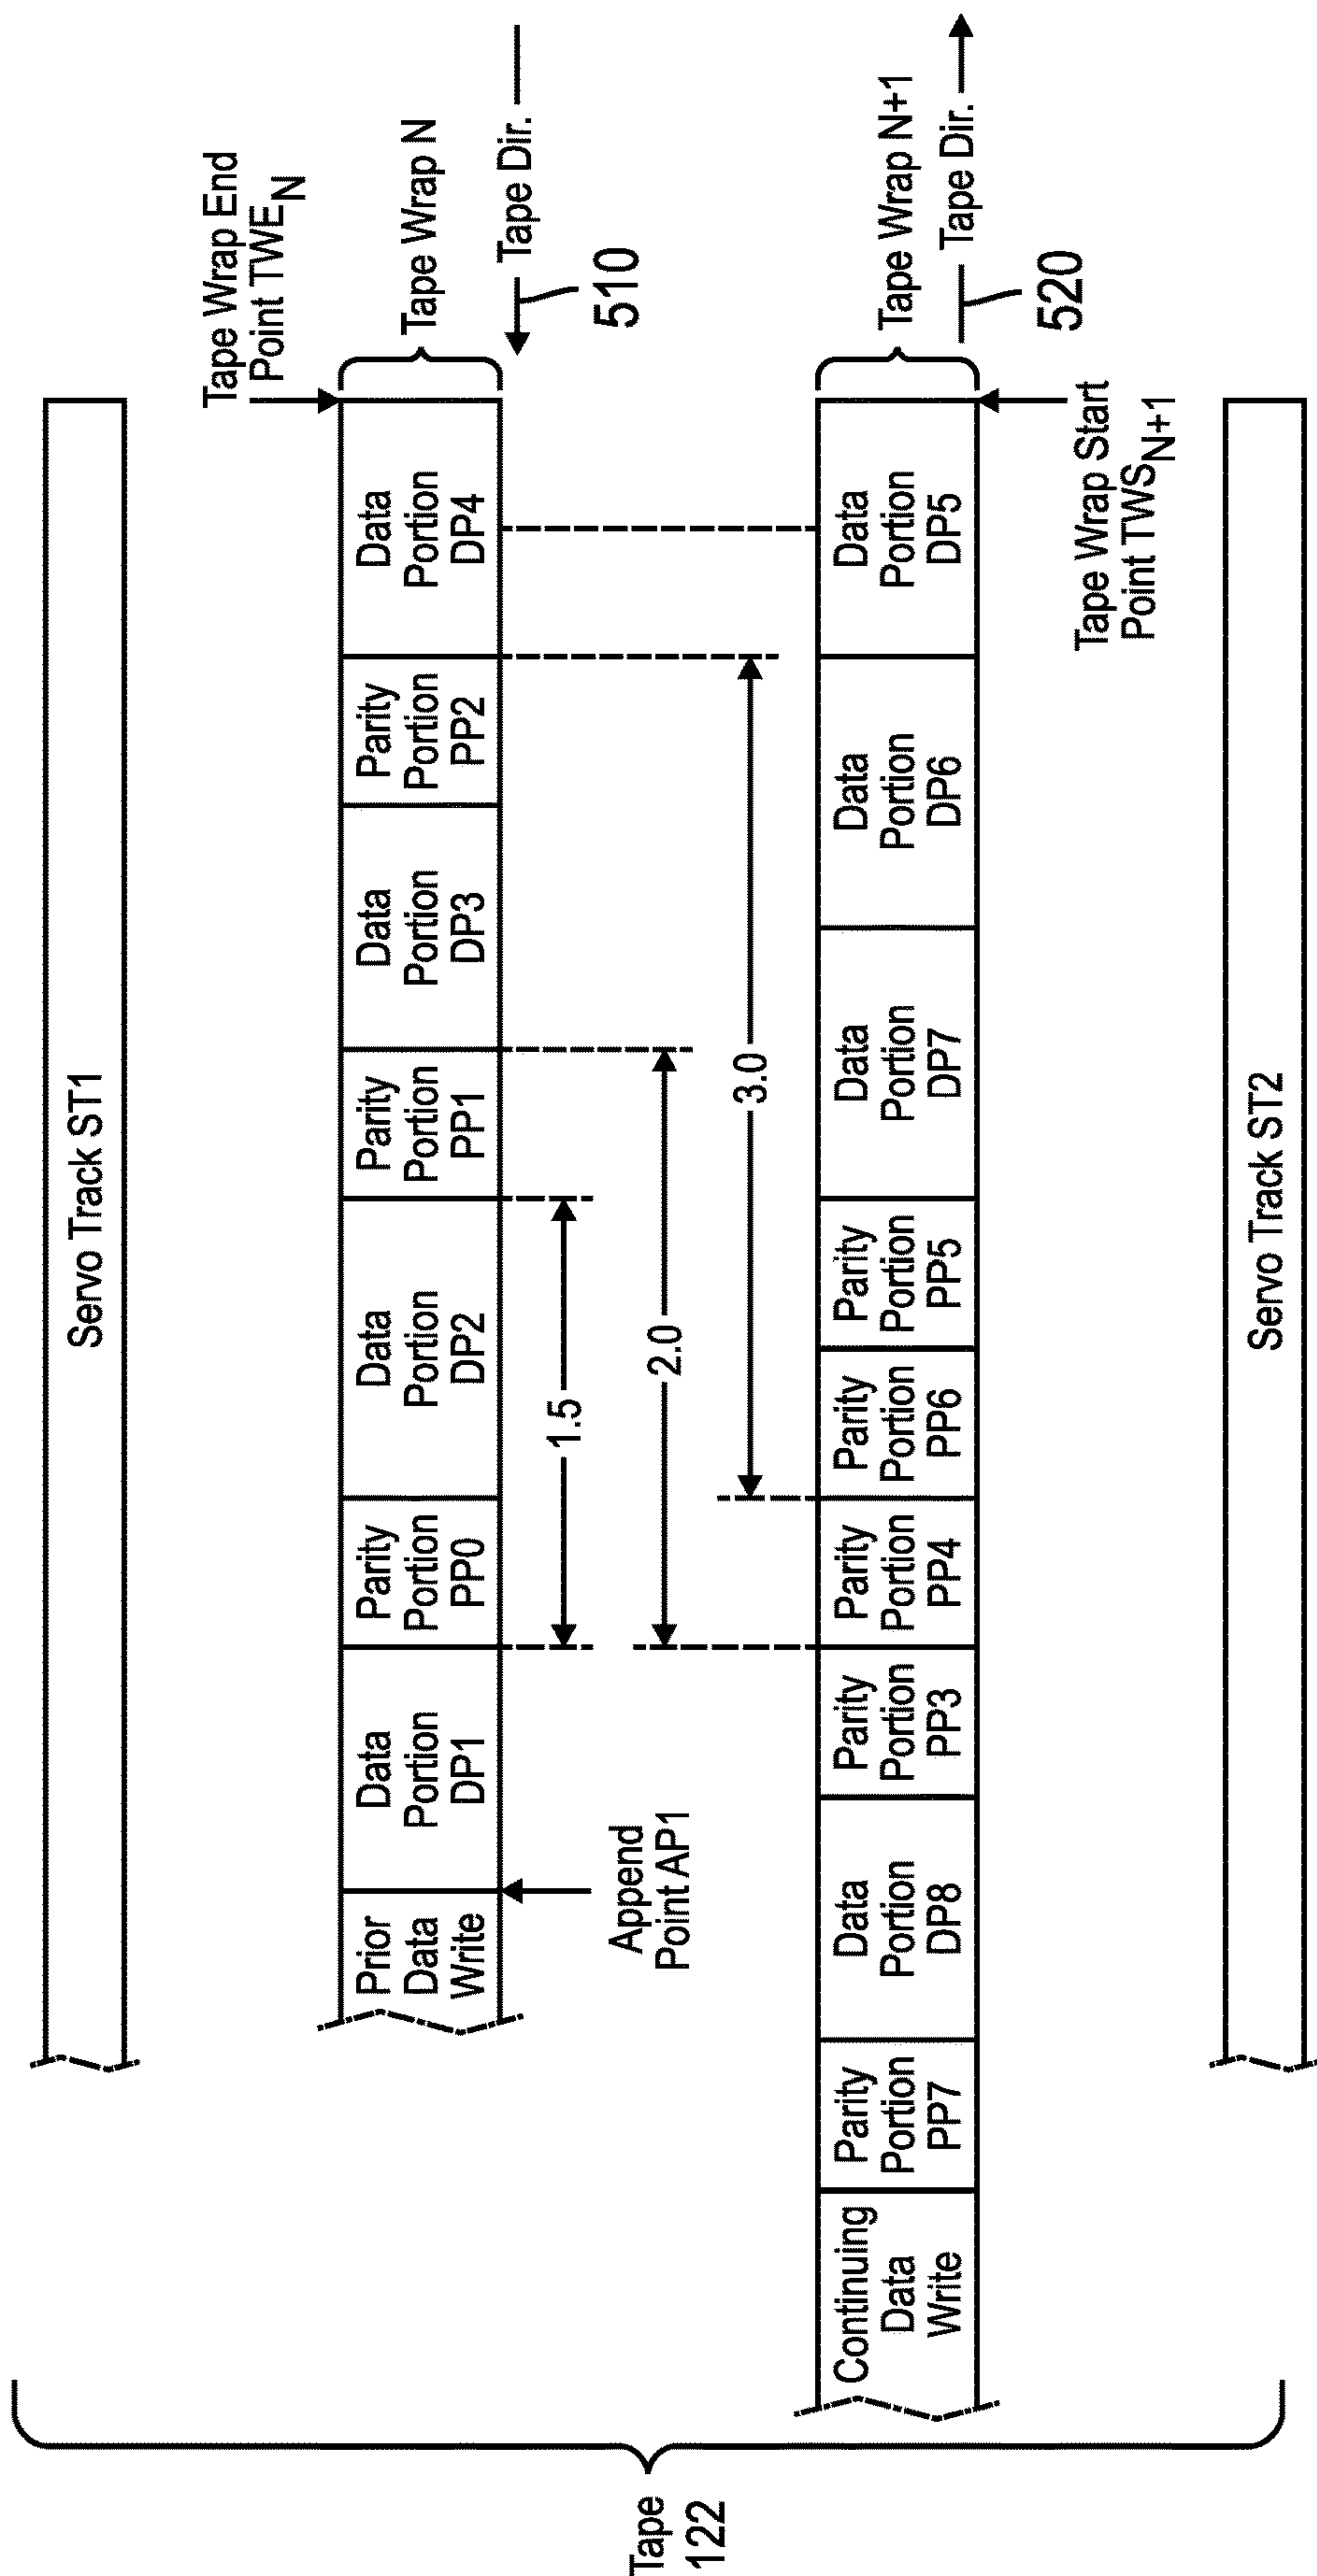 Servo Track ST1
Tape Wrap End
Point TWE_N
Tape Wrap N
Tape Dir.
510
Prior
Data
Write
Data
Portion
DP1
Parity
Portion
PP0
Data
Portion
DP2
Parity
Portion
PP1
Data
Portion
DP3
Parity
Portion
PP2
Data
Portion
DP4
Append
Point AP1
1.5
2.0
3.0
Continuing
Data
Write
Parity
Portion
PP7
Data
Portion
DP8
Parity
Portion
PP3
Parity
Portion
PP4
Parity
Portion
PP6
Parity
Portion
PP5
Data
Portion
DP7
Data
Portion
DP6
Data
Portion
DP5
Tape Wrap N+1
Tape Dir.
520
Tape Wrap Start
Point TWS_N+1
Servo Track ST2
Tape
122